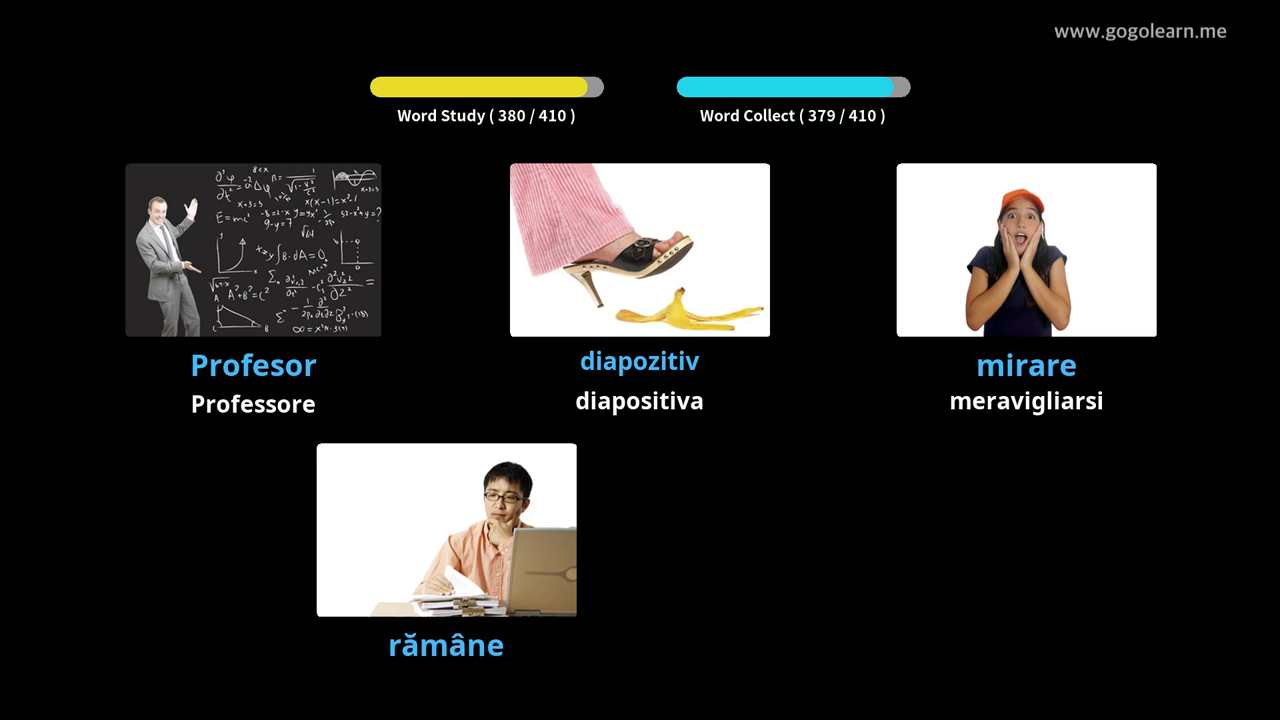 www.gogolearn.me
Word Study ( 380 / 410 )
Word Collect ( 379 / 410 )
Profesor
Professore
diapozitiv
diapositiva
mirare
meravigliarsi
rămâne